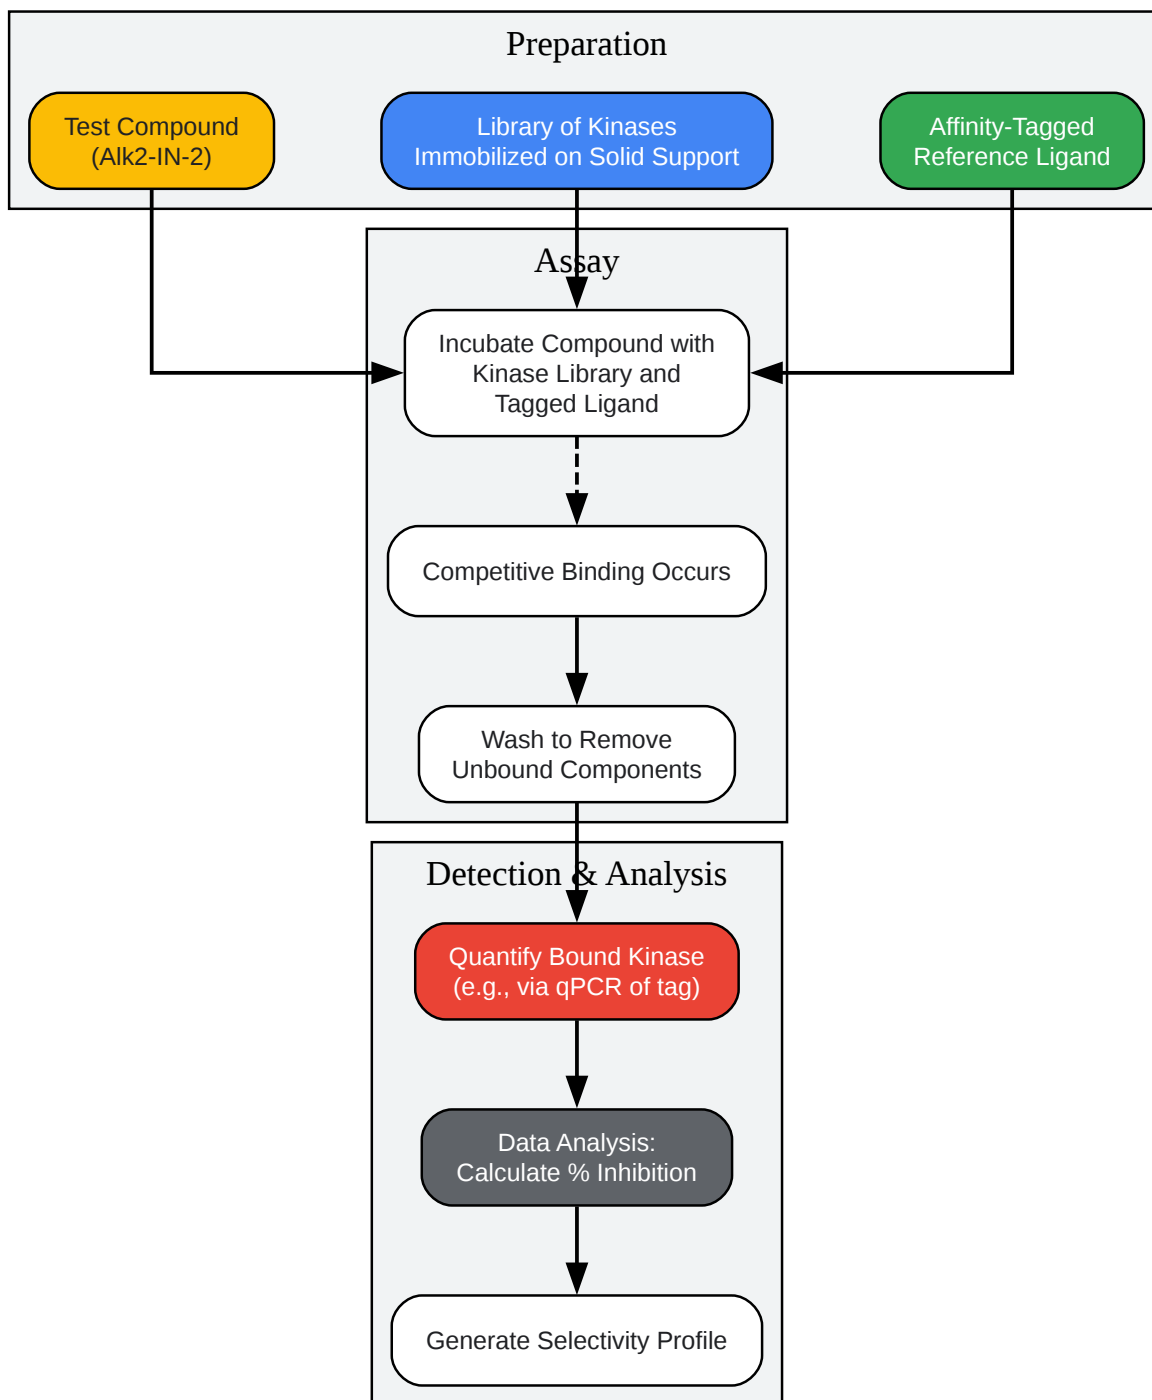 Preparation
Test Compound
(Alk2-IN-2)
Library of Kinases
Immobilized on Solid Support
Affinity-Tagged
Reference Ligand
Assay
Incubate Compound with
Kinase Library and
Tagged Ligand
Competitive Binding Occurs
Wash to Remove
Unbound Components
Detection & Analysis
Quantify Bound Kinase
(e.g., via qPCR of tag)
Data Analysis:
Calculate % Inhibition
Generate Selectivity Profile